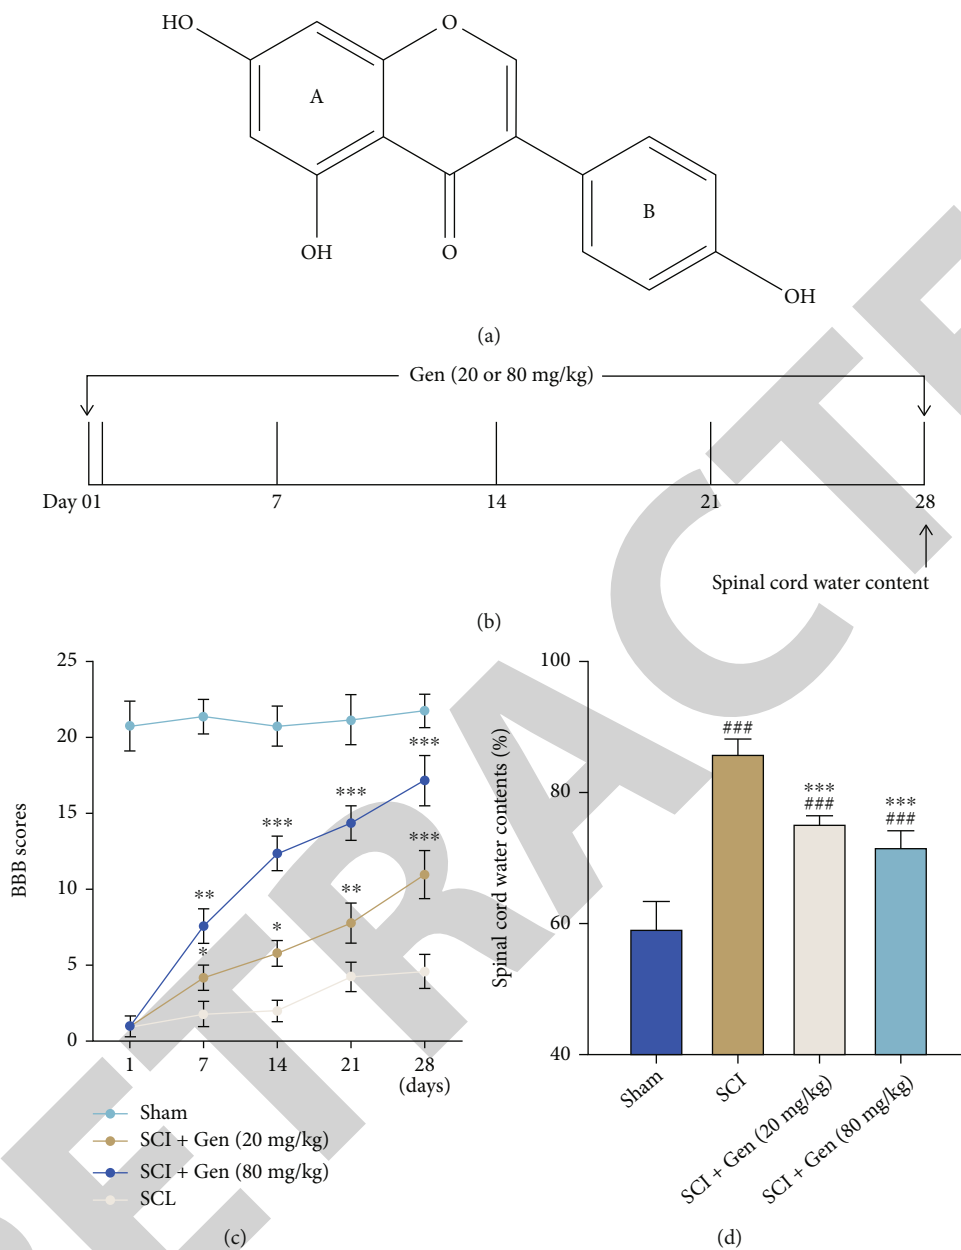 HO
O
A
B
OH
O
OH
(a)
Gen (20 or 80 mg/kg)
Day 01 7 14 21 28
Spinal cord water content
(b)
25
20
15
10
5
0
BBB scores
***
***
***
***
**
**
*
*
1 7 14 21 28
(days)
Sham
SCI + Gen (20 mg/kg)
SCI + Gen (80 mg/kg)
SCL
(c)
100
80
60
40
Spinal cord water contents (%)
###
***
###
***
###
Sham
SCI
SCI + Gen (20 mg/kg)
SCI + Gen (80 mg/kg)
(d)
RETRACTE